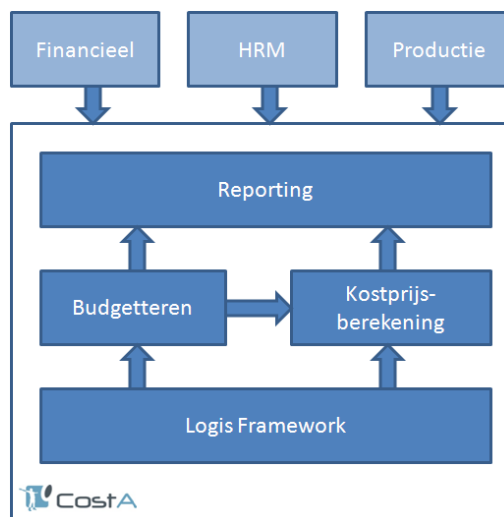 Financieel
HRM
Productie
Reporting
Budgetteren
Kostprijs-
berekening
Logis Framework
CostA